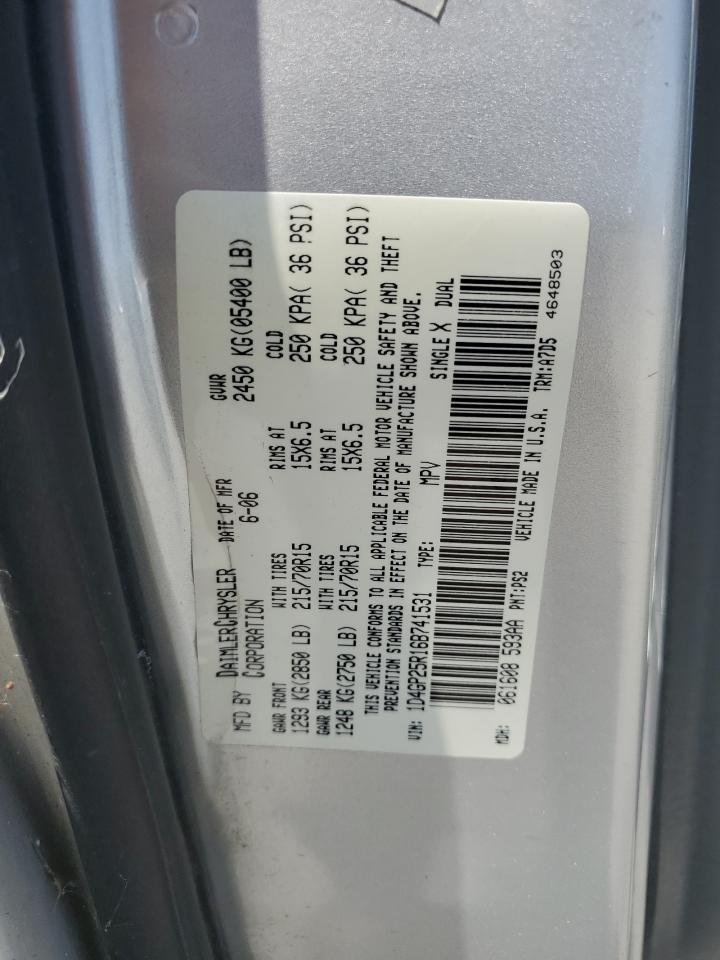 MFD BY DAIMLERCHRYSLER CORPORATION
DATE OF MFR 6-06
GVWR 2450 KG(05400 LB)
GAWR FRONT WITH TIRES RIMS AT COLD
1293 KG(2850 LB) 215/70R15 15X6.5 250 KPA( 36 PSI)
GAWR REAR WITH TIRES RIMS AT COLD
1248 KG(2750 LB) 215/70R15 15X6.5 250 KPA( 36 PSI)
THIS VEHICLE CONFORMS TO ALL APPLICABLE FEDERAL MOTOR VEHICLE SAFETY AND THEFT
PREVENTION STANDARDS IN EFFECT ON THE DATE OF MANUFACTURE SHOWN ABOVE.
VIN: 1D4GP25R16B741531 TYPE: MPV SINGLE X DUAL
MDH: 061608 593AA PNT:PS2 VEHICLE MADE IN U.S.A. TRM:A7D5
4648503